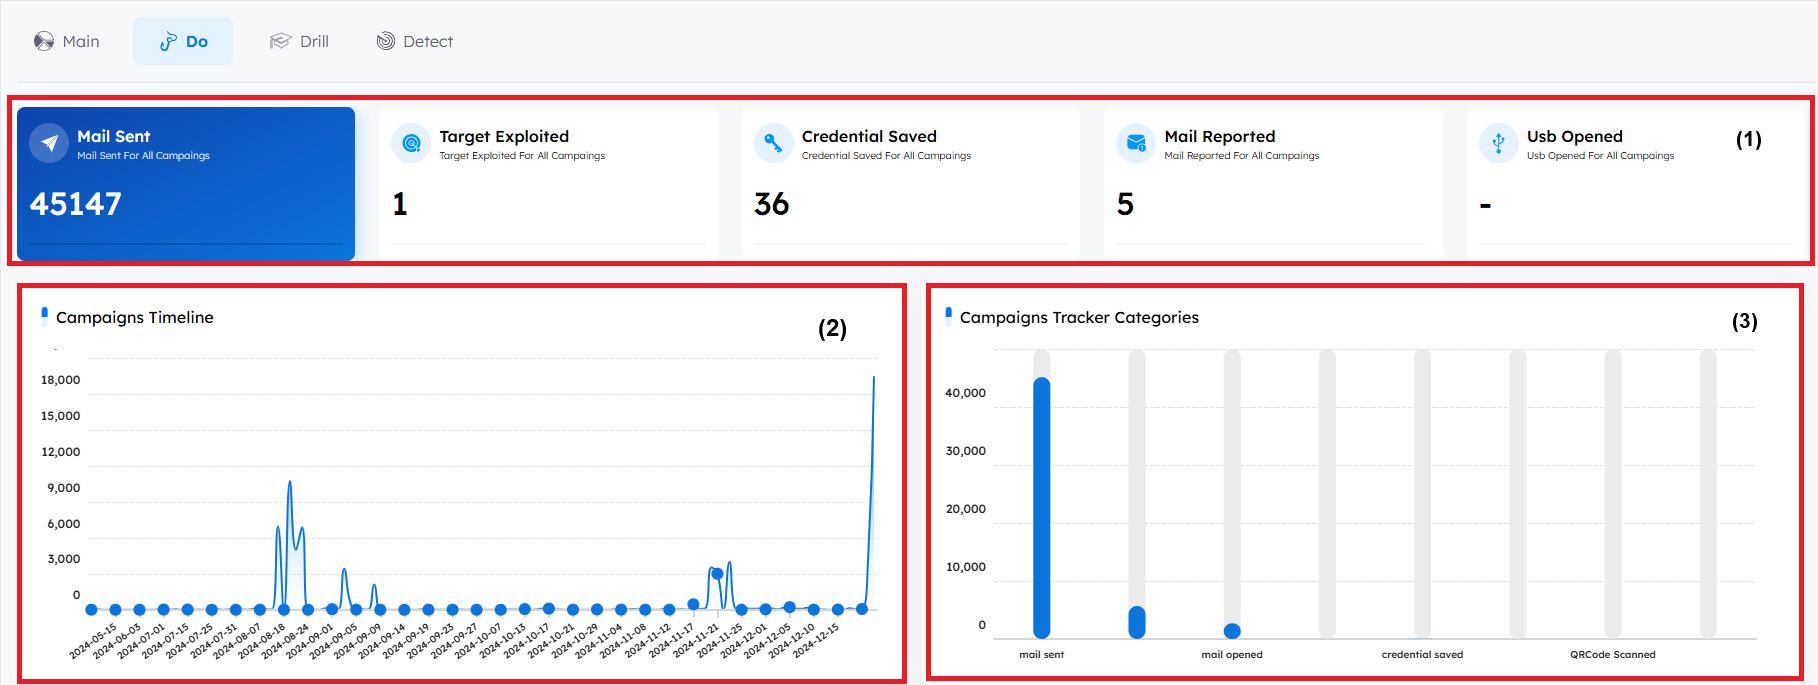 Main
Do
Drill
Detect
Mail Sent
Mail Sent For All Campaings
45147
Target Exploited
Target Exploited For All Campaings
1
Credential Saved
Credential Saved For All Campaings
36
Mail Reported
Mail Reported For All Campaings
5
Usb Opened
Usb Opened For All Campaings
-
(1)
Campaigns Timeline
(2)
18,000
15,000
12,000
9,000
6,000
3,000
0
2024-05-15
2024-06-03
2024-07-01
2024-07-15
2024-07-25
2024-07-31
2024-08-07
2024-08-18
2024-08-24
2024-09-01
2024-09-05
2024-09-09
2024-09-14
2024-09-19
2024-09-25
2024-09-27
2024-10-07
2024-10-13
2024-10-17
2024-10-21
2024-10-29
2024-11-04
2024-11-08
2024-11-12
2024-11-17
2024-11-21
2024-11-25
2024-12-01
2024-12-05
2024-12-10
2024-12-15
Campaigns Tracker Categories
(3)
40,000
30,000
20,000
10,000
0
mail sent
mail opened
credential saved
QRCode Scanned